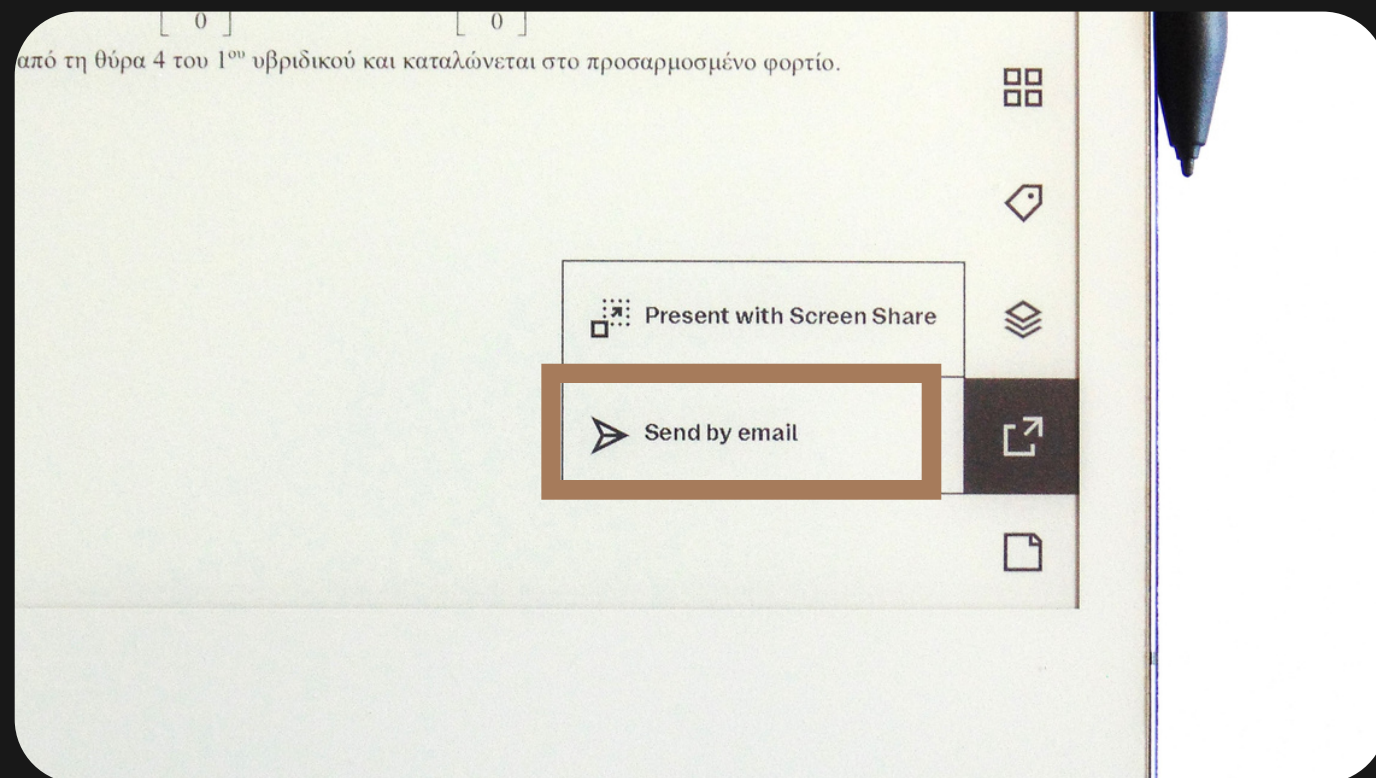 [ 0 ] [ 0 ]
από τη θύρα 4 του 1ου υβριδικού και καταλώνεται στο προσαρμοσμένο φορτίο.
Present with Screen Share
Send by email